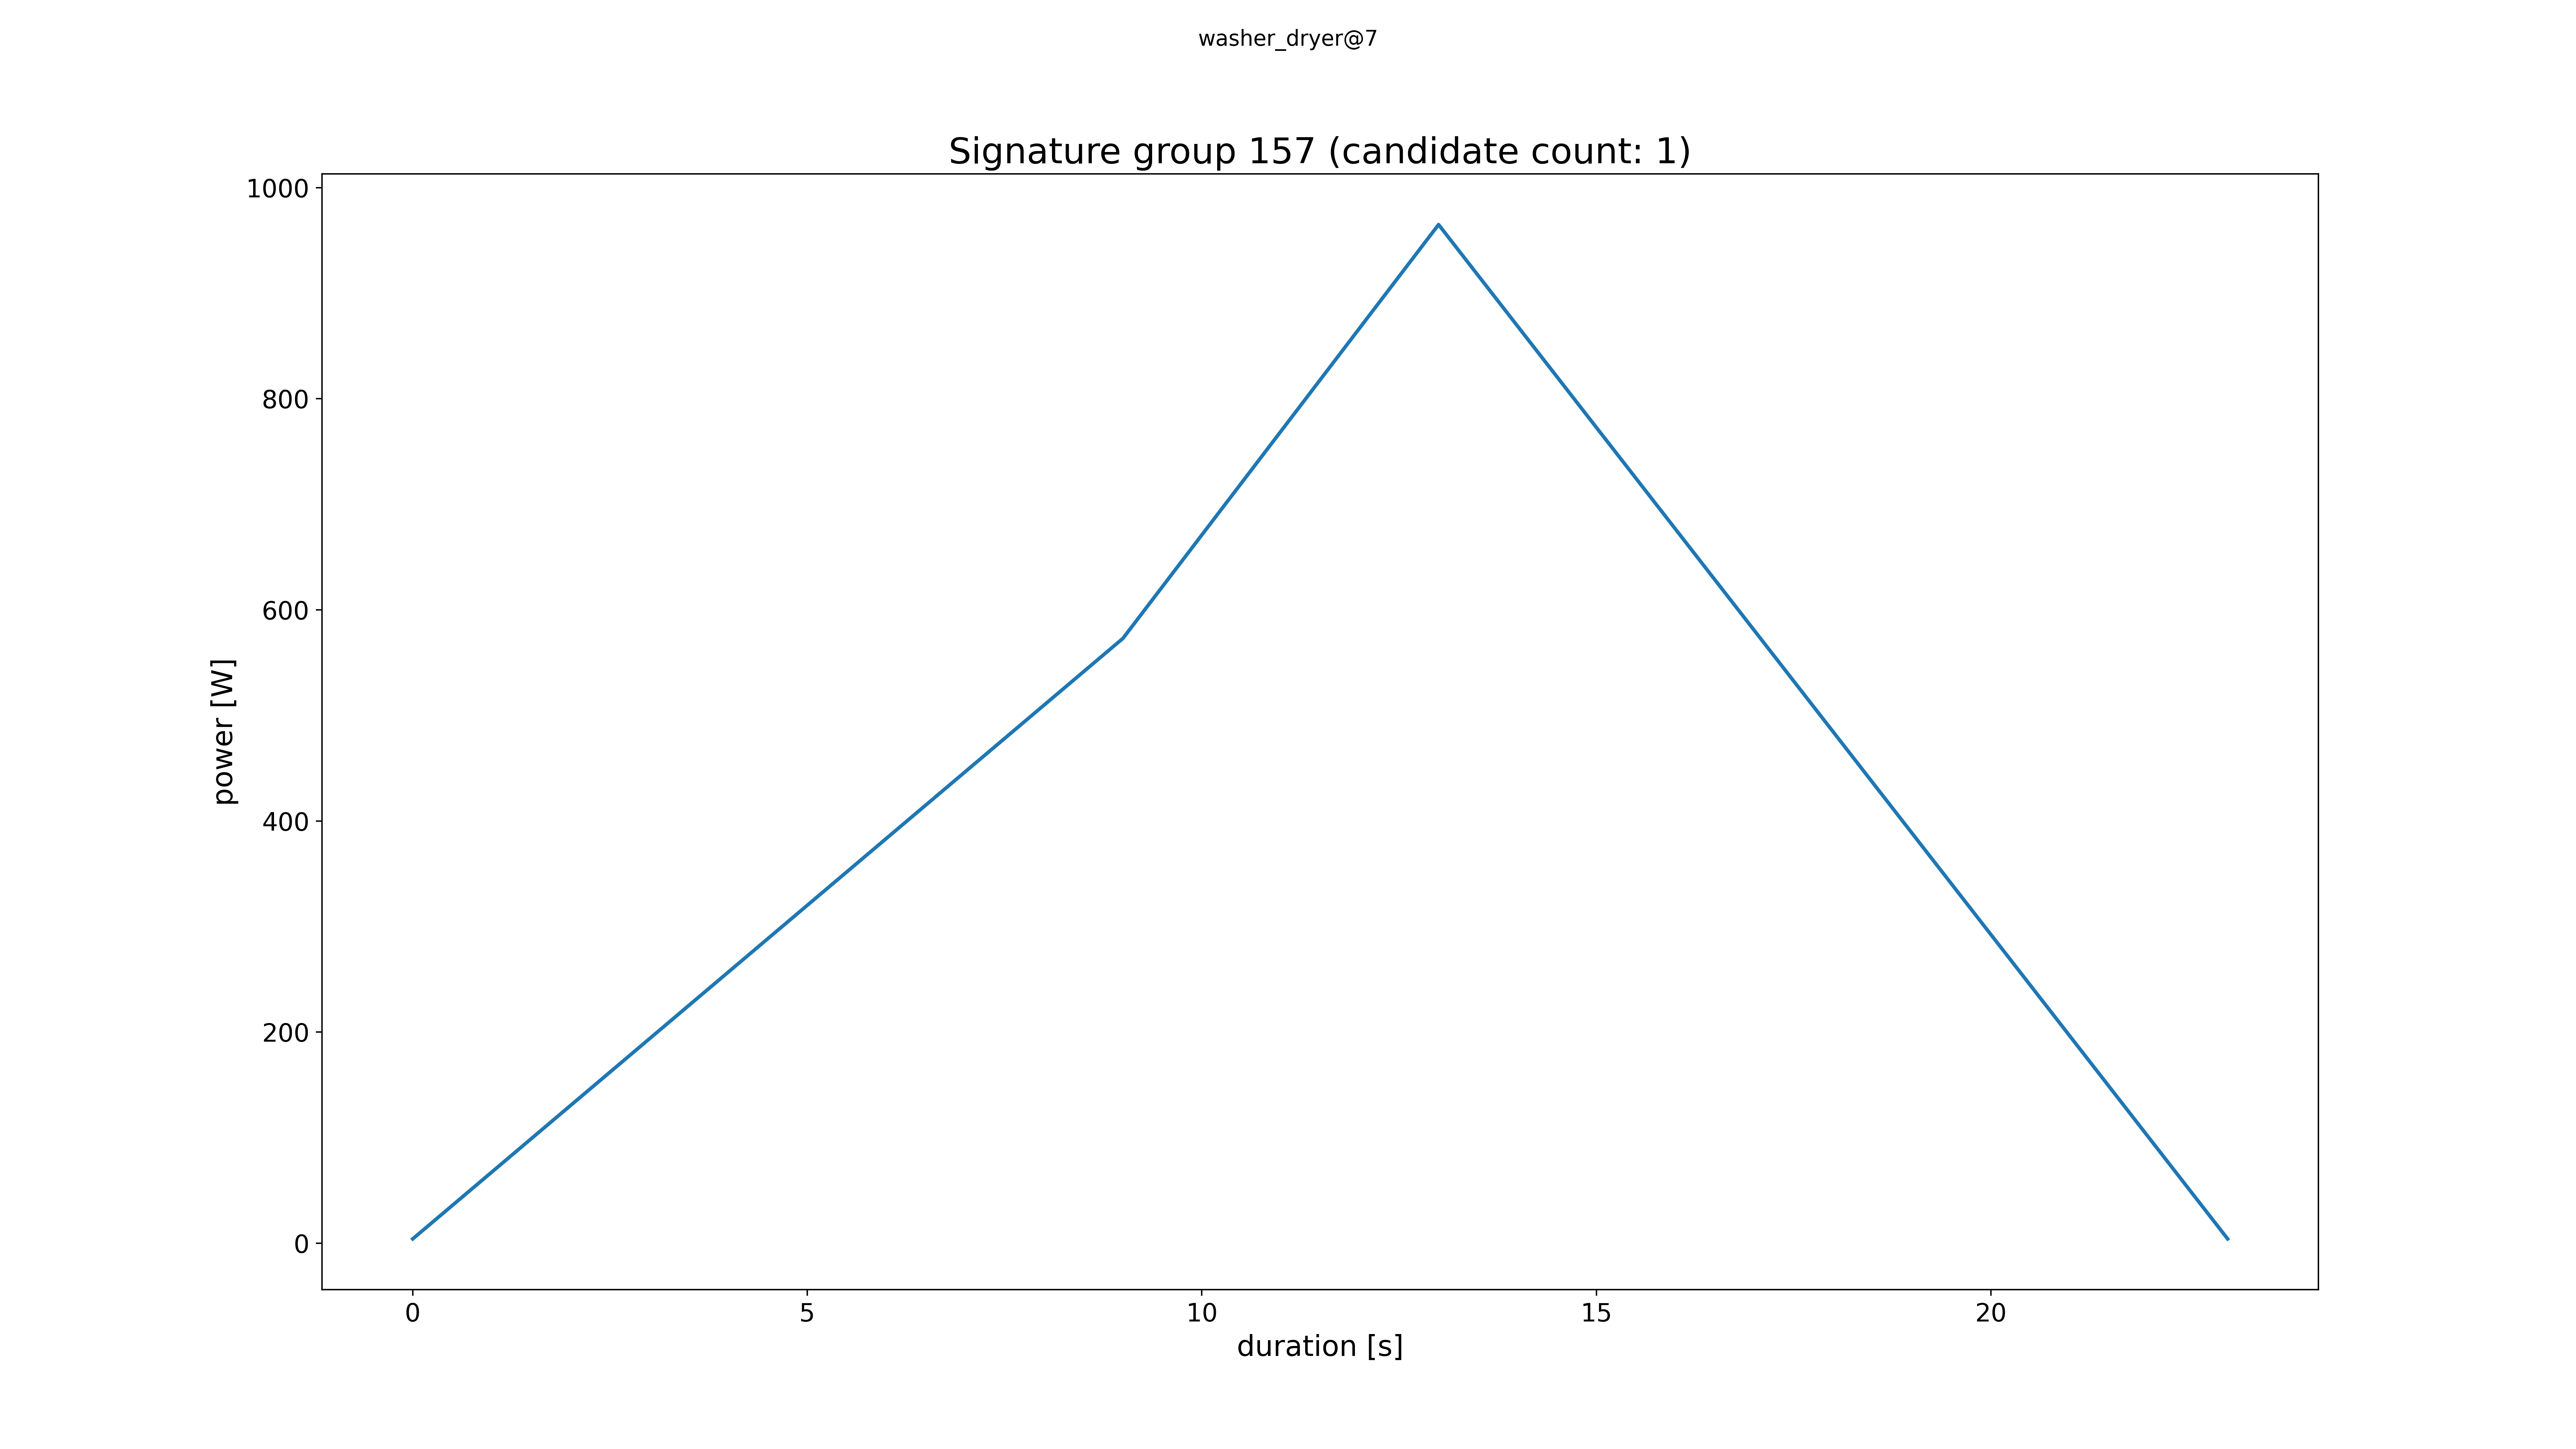 washer_dryer@7
Signature group 157 (candidate count: 1)
1000
800
600
400
200
0
power [W]
0 5 10 15 20
duration [s]